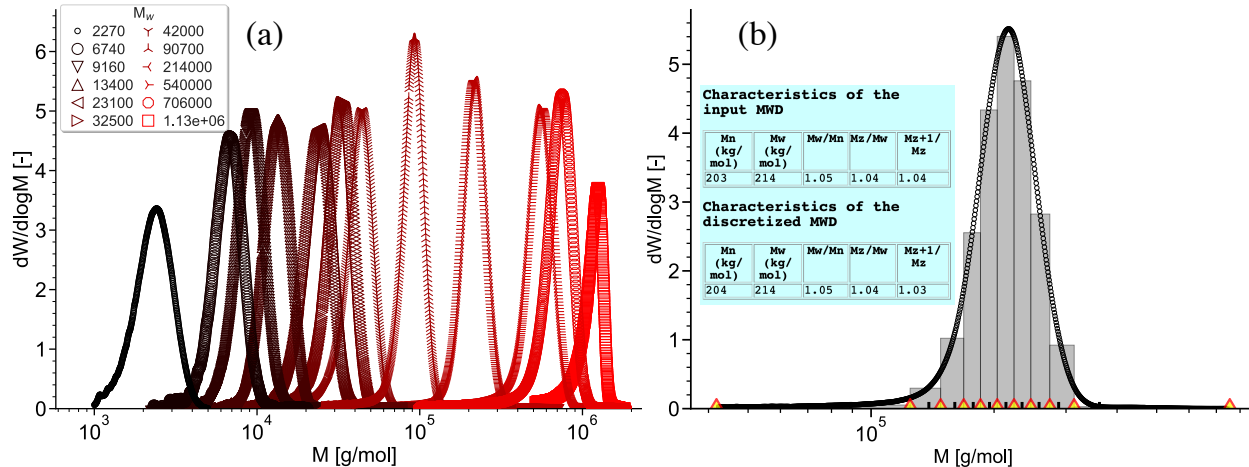 (a)
M_w
2270 42000
6740 90700
9160 214000
13400 540000
23100 706000
32500 1.13e+06
dW/dlogM [-]
6
5
4
3
2
1
0
10^3 10^4 10^5 10^6
M [g/mol]
(b)
dW/dlogM [-]
5
4
3
2
1
0
Characteristics of the
input MWD
Mn Mw Mw/Mn Mz/Mw Mz+1/
(kg/ (kg/ Mz
mol) mol)
203 214 1.05 1.04 1.04
Characteristics of the
discretized MWD
Mn Mw Mw/Mn Mz/Mw Mz+1/
(kg/ (kg/ Mz
mol) mol)
204 214 1.05 1.04 1.03
10^5
M [g/mol]